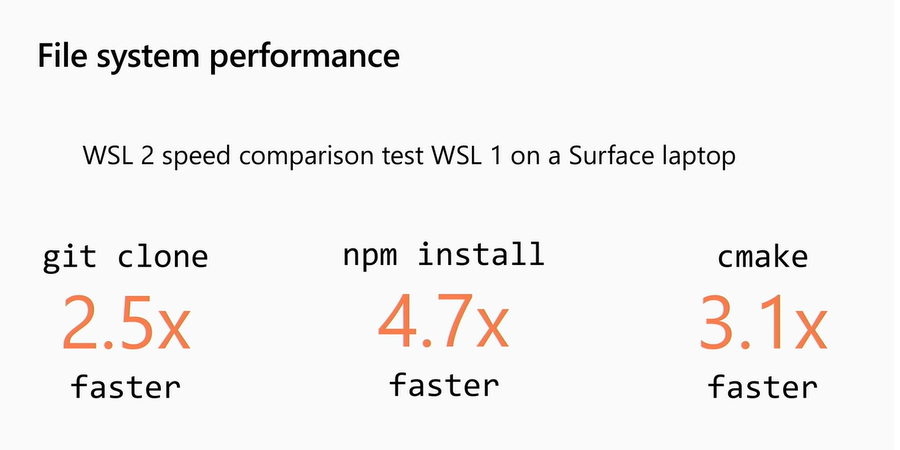 File system performance
WSL 2 speed comparison test WSL 1 on a Surface laptop
git clone
2.5x
faster
npm install
4.7x
faster
cmake
3.1x
faster